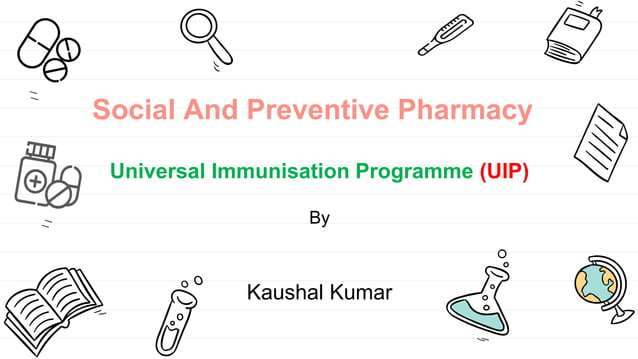 Social And Preventive Pharmacy
Universal Immunisation Programme (UIP)
By
Kaushal Kumar